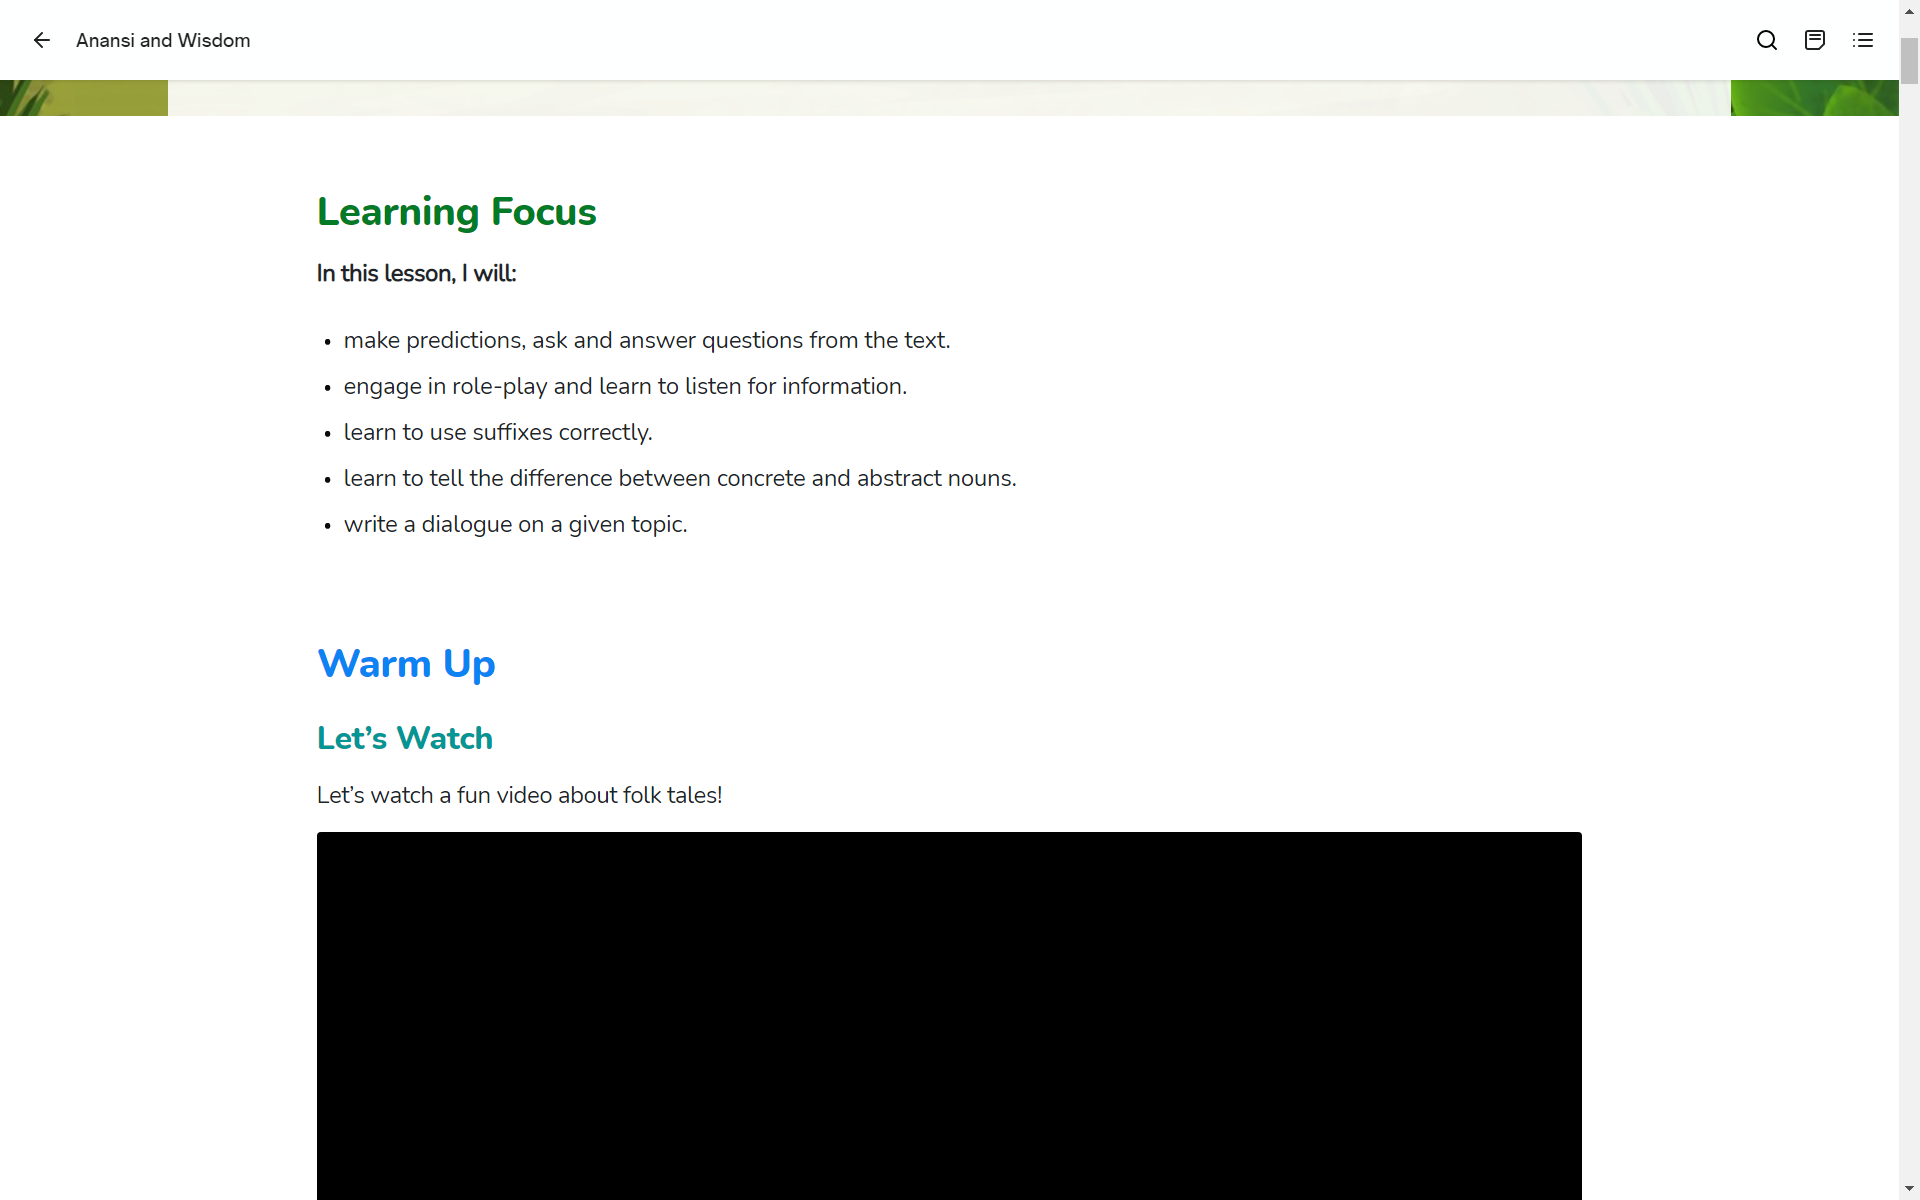 Anansi and Wisdom
Learning Focus
In this lesson, I will:
• make predictions, ask and answer questions from the text.
• engage in role-play and learn to listen for information.
• learn to use suffixes correctly.
• learn to tell the difference between concrete and abstract nouns.
• write a dialogue on a given topic.
Warm Up
Let’s Watch
Let’s watch a fun video about folk tales!